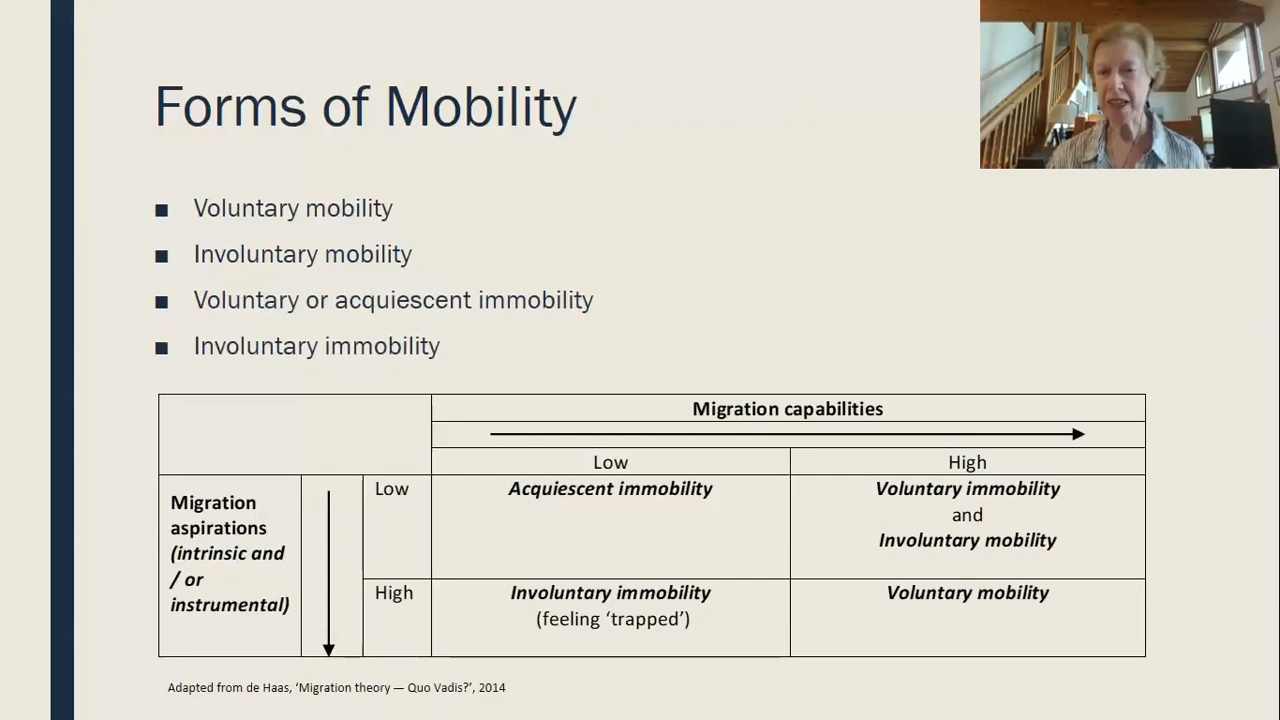 Forms of Mobility
■ Voluntary mobility
■ Involuntary mobility
■ Voluntary or acquiescent immobility
■ Involuntary immobility
Migration capabilities
Low
High
Migration
aspirations
(intrinsic and
/ or
instrumental)
Low
Acquiescent immobility
Voluntary immobility
and
Involuntary mobility
High
Involuntary immobility
(feeling ‘trapped’)
Voluntary mobility
Adapted from de Haas, ‘Migration theory — Quo Vadis?’, 2014